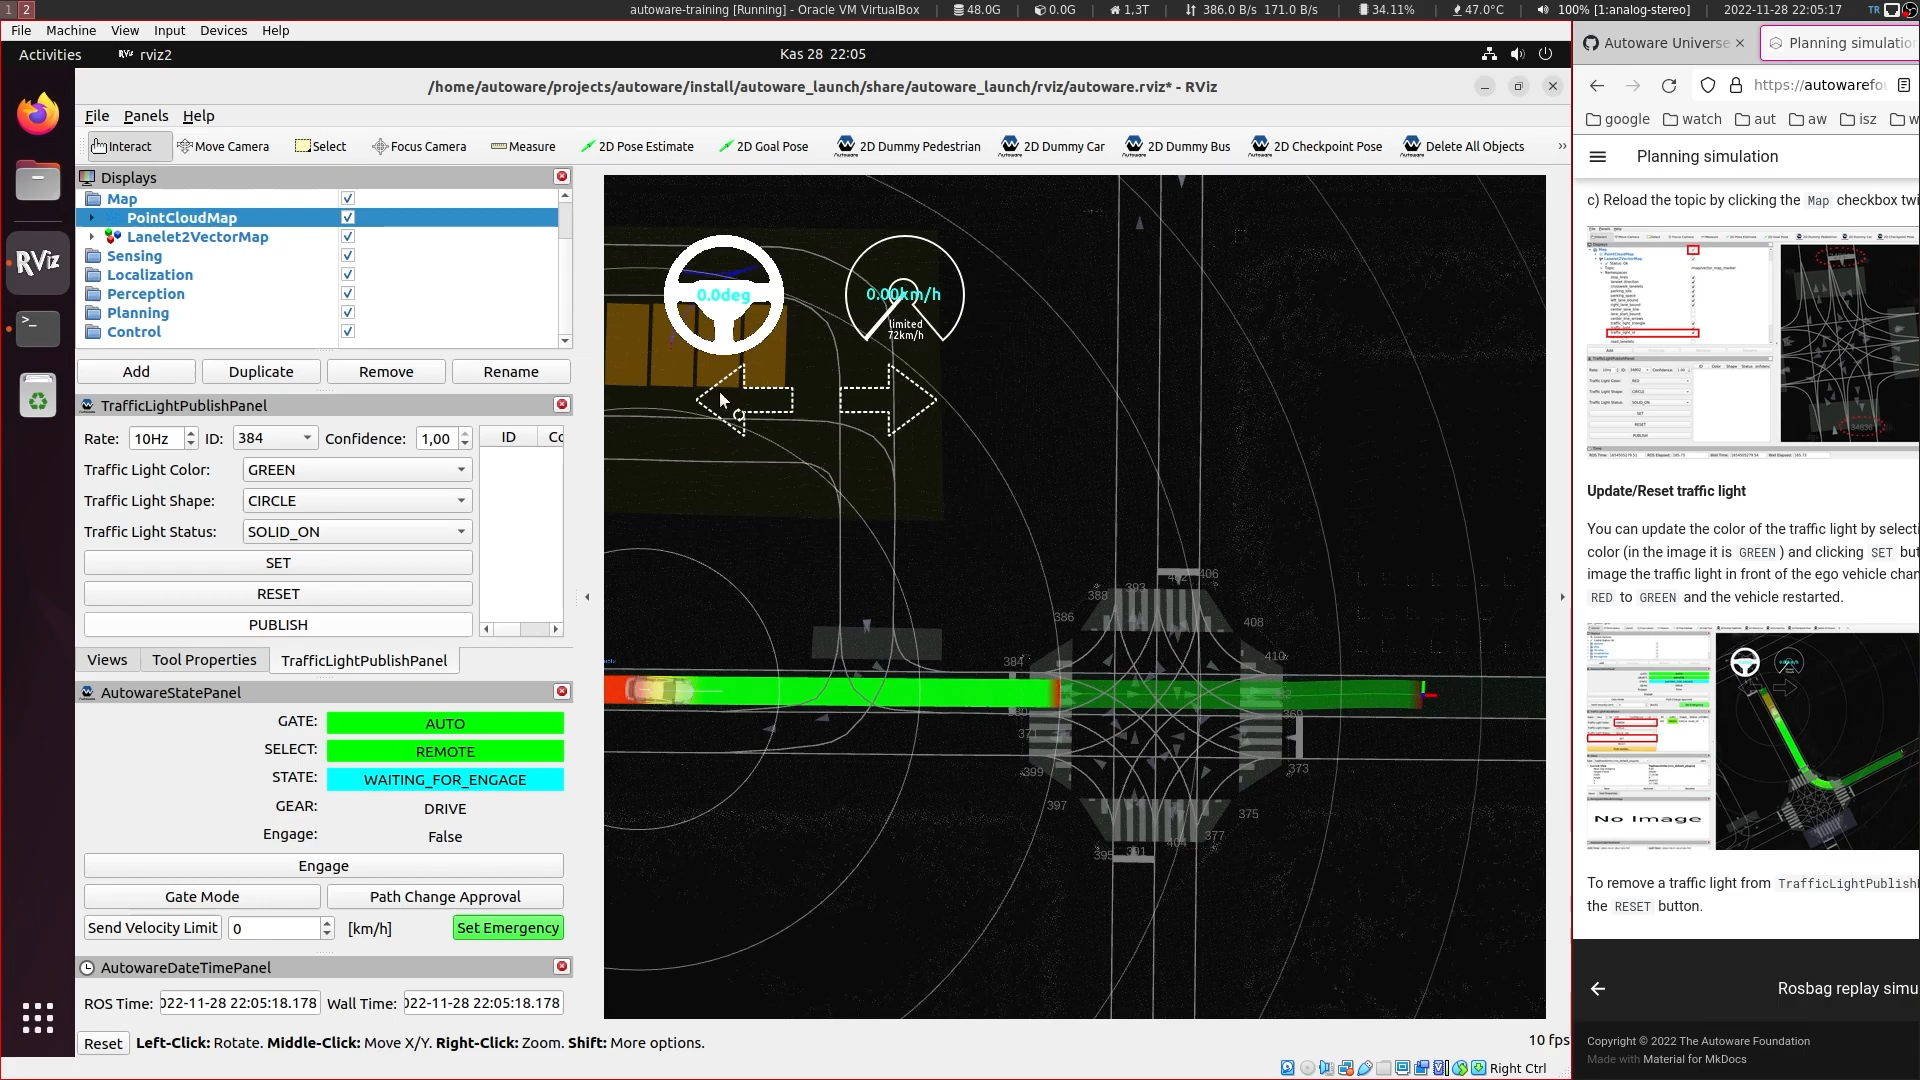 1 2 autoware-training [Running] - Oracle VM VirtualBox 48.0G 0.0G 1,3T 386.0 B/s 171.0 B/s 34.11% 47.0°C 100% [1:analog-stereo] 2022-11-28 22:05:17 TR
File Machine View Input Devices Help
Activities rviz2 Kas 28 22:05
/home/autoware/projects/autoware/install/autoware_launch/share/autoware_launch/rviz/autoware.rviz* - RViz
File Panels Help
Interact Move Camera Select Focus Camera Measure 2D Pose Estimate 2D Goal Pose 2D Dummy Pedestrian 2D Dummy Car 2D Dummy Bus 2D Checkpoint Pose Delete All Objects »
Displays
Map
PointCloudMap
Lanelet2VectorMap
Sensing
Localization
Perception
Planning
Control
Add Duplicate Remove Rename
TrafficLightPublishPanel
Rate: 10Hz ID: 384 Confidence: 1,00 ID Co
Traffic Light Color: GREEN
Traffic Light Shape: CIRCLE
Traffic Light Status: SOLID_ON
SET
RESET
PUBLISH
Views Tool Properties TrafficLightPublishPanel
AutowareStatePanel
GATE: AUTO
SELECT: REMOTE
STATE: WAITING_FOR_ENGAGE
GEAR: DRIVE
Engage: False
Engage
Gate Mode Path Change Approval
Send Velocity Limit 0 [km/h] Set Emergency
AutowareDateTimePanel
ROS Time: 022-11-28 22:05:18.178 Wall Time: 022-11-28 22:05:18.178
Reset Left-Click: Rotate. Middle-Click: Move X/Y. Right-Click: Zoom. Shift: More options. 10 fps
Right Ctrl
RViz
0.0deg
0.00km/h
limited
72km/h
406
393
388
386
408
384
410
369
371
399
373
397
375
377
404
395 391
Autoware Universe
Planning simulation
https://autowarefou
google watch aut aw isz w
Planning simulation
c) Reload the topic by clicking the Map checkbox twi
Update/Reset traffic light
You can update the color of the traffic light by selecti
color (in the image it is GREEN ) and clicking SET but
image the traffic light in front of the ego vehicle chan
RED to GREEN and the vehicle restarted.
No Image
To remove a traffic light from TrafficLightPublishP
the RESET button.
Rosbag replay simu
Copyright © 2022 The Autoware Foundation
Made with Material for MkDocs